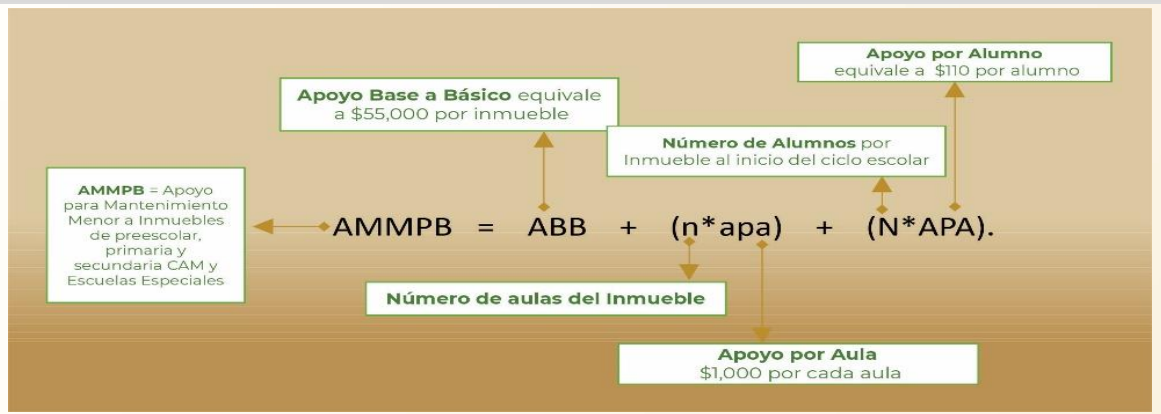 Apoyo por Alumno
equivale a $110 por alumno
Apoyo Base a Básico equivale
a $55,000 por inmueble
Número de Alumnos por
Inmueble al inicio del ciclo escolar
AMMPB = Apoyo
para Mantenimiento
Menor a Inmuebles
de preescolar,
primaria y
secundaria CAM y
Escuelas Especiales
AMMPB = ABB + (n*apa) + (N*APA).
Número de aulas del Inmueble
Apoyo por Aula
$1,000 por cada aula